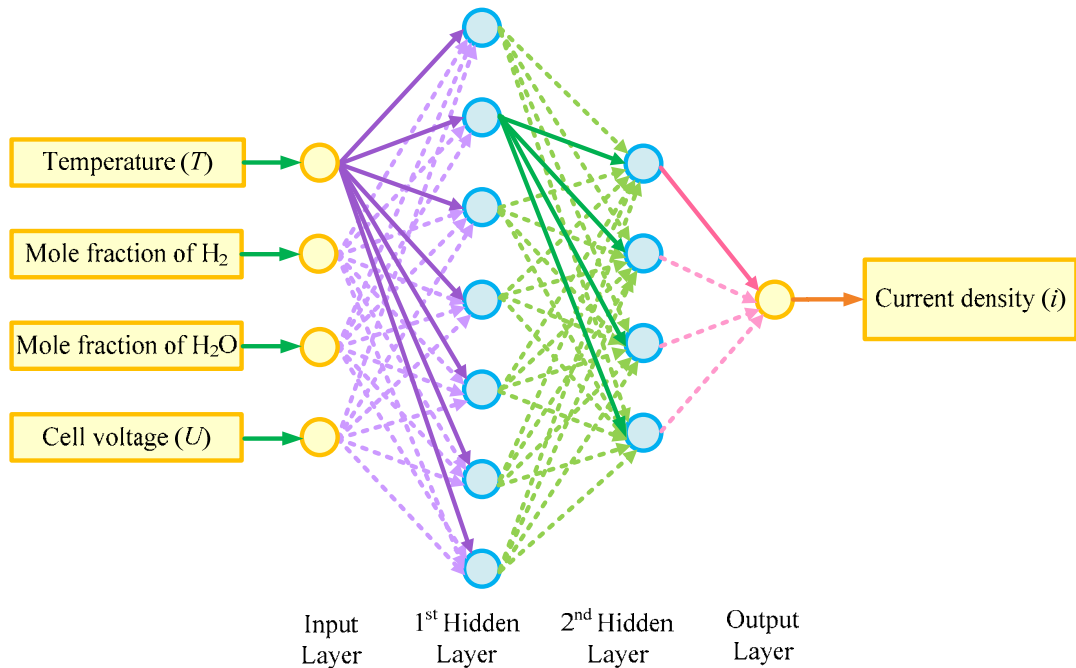 Temperature (T)
Mole fraction of H₂
Mole fraction of H₂O
Cell voltage (U)
Current density (i)
Input
Layer
1ˢᵗ Hidden
Layer
2ⁿᵈ Hidden
Layer
Output
Layer